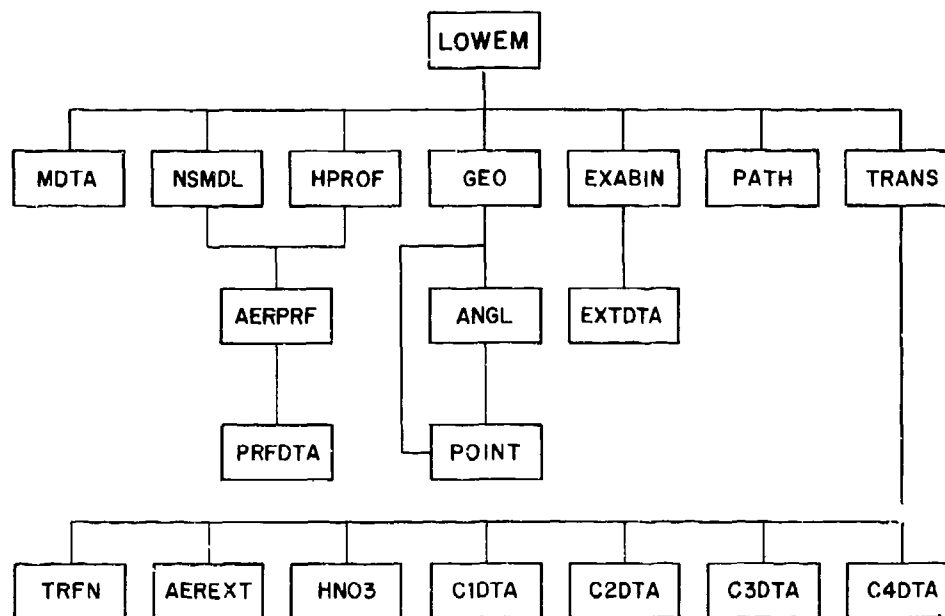 LOWEM
MDTA NSMDL HPROF GEO EXABIN PATH TRANS
AERPRF ANGL EXTDTA
PRFDTA POINT
TRFN AEREXT HNO3 C1DTA C2DTA C3DTA C4DTA